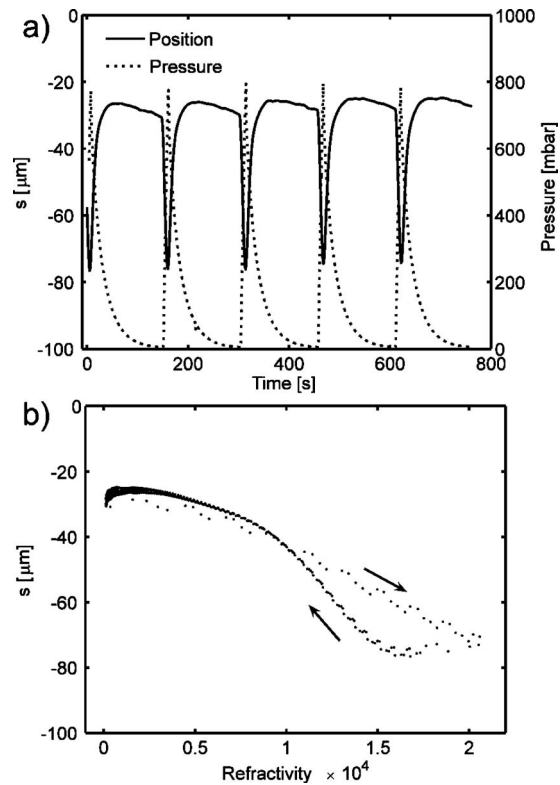 a)
Position
Pressure
0
-20
-40
-60
-80
-100
s [μm]
1000
800
600
400
200
0
Pressure [mbar]
0 200 400 600 800
Time [s]
b)
0
-20
-40
-60
-80
-100
s [μm]
0 0.5 1 1.5 2
Refractivity × 10⁴